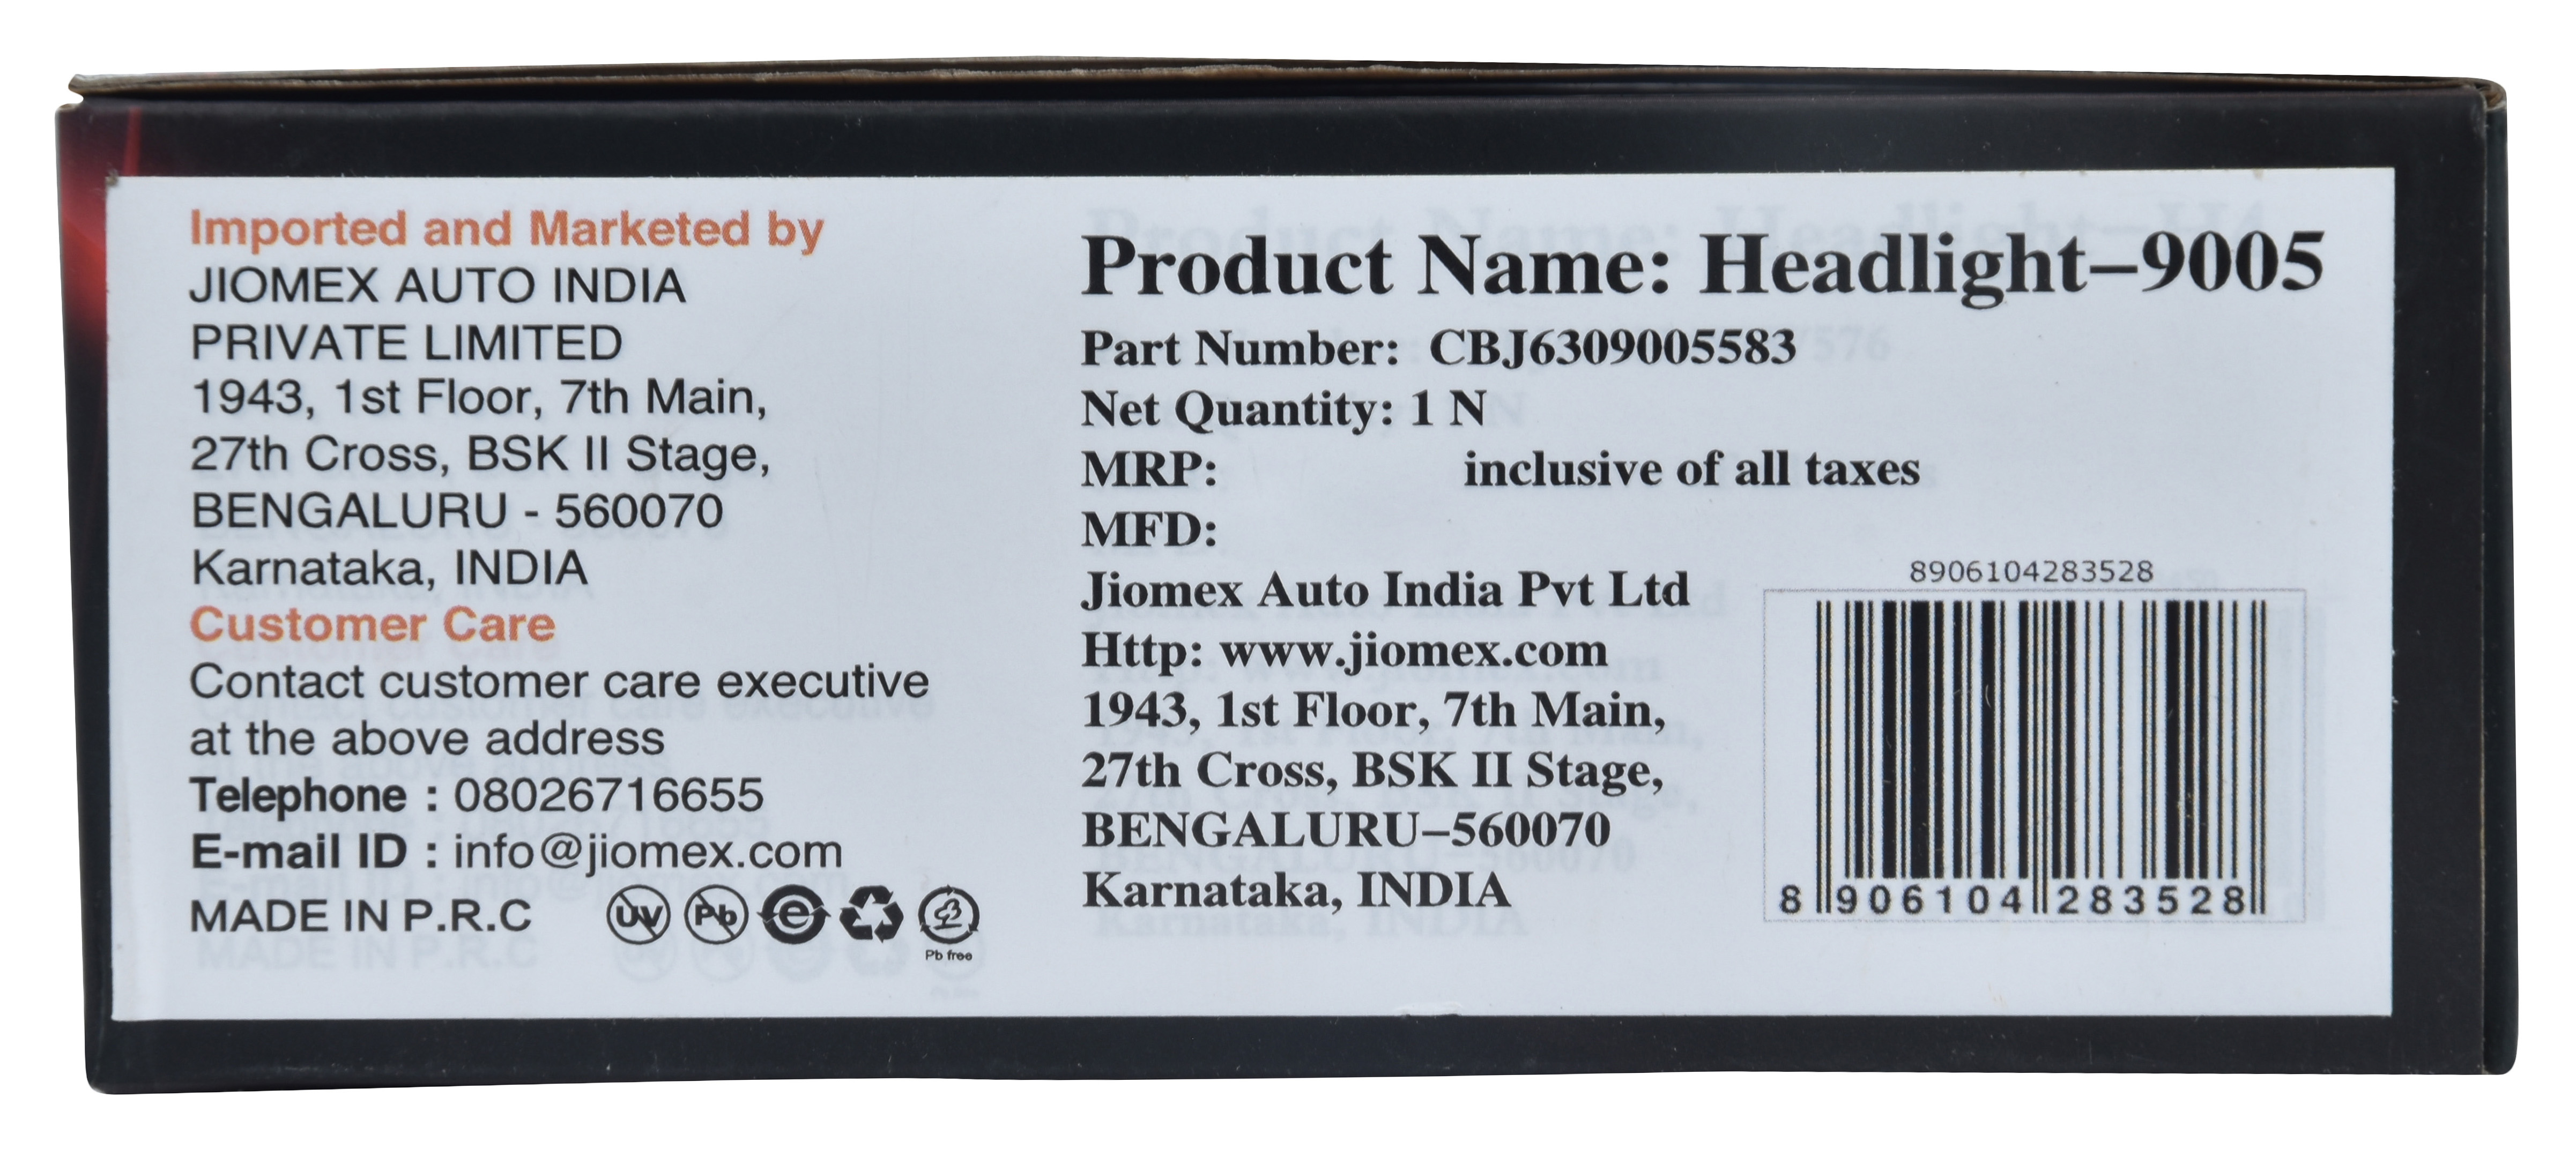 Imported and Marketed by
JIOMEX AUTO INDIA
PRIVATE LIMITED
1943, 1st Floor, 7th Main,
27th Cross, BSK II Stage,
BENGALURU - 560070
Karnataka, INDIA
Customer Care
Contact customer care executive
at the above address
Telephone : 08026716655
E-mail ID : info@jiomex.com
MADE IN P.R.C
UV Pb e
Pb free
Product Name: Headlight–9005
Part Number: CBJ6309005583
Net Quantity: 1 N
MRP: inclusive of all taxes
MFD:
Jiomex Auto India Pvt Ltd
Http: www.jiomex.com
1943, 1st Floor, 7th Main,
27th Cross, BSK II Stage,
BENGALURU–560070
Karnataka, INDIA
8906104283528
8 906104 283528